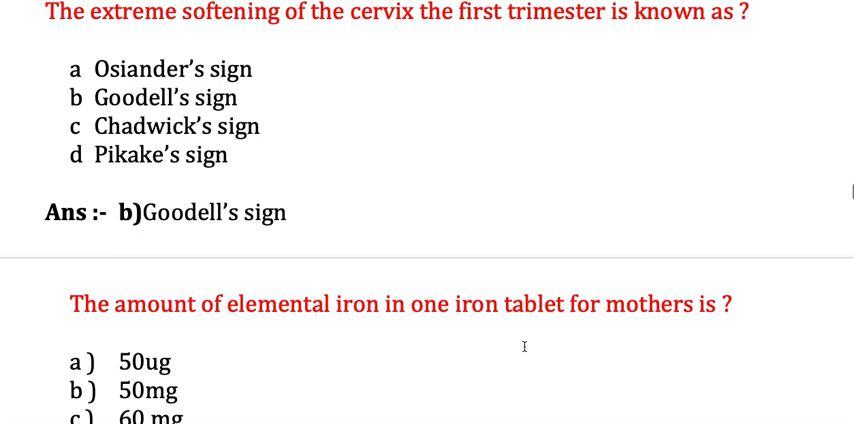 The extreme softening of the cervix the first trimester is known as ?
a Osiander’s sign
b Goodell’s sign
c Chadwick’s sign
d Pikake’s sign
Ans :- b)Goodell’s sign
The amount of elemental iron in one iron tablet for mothers is ?
a) 50ug
b) 50mg
c) 60 mg